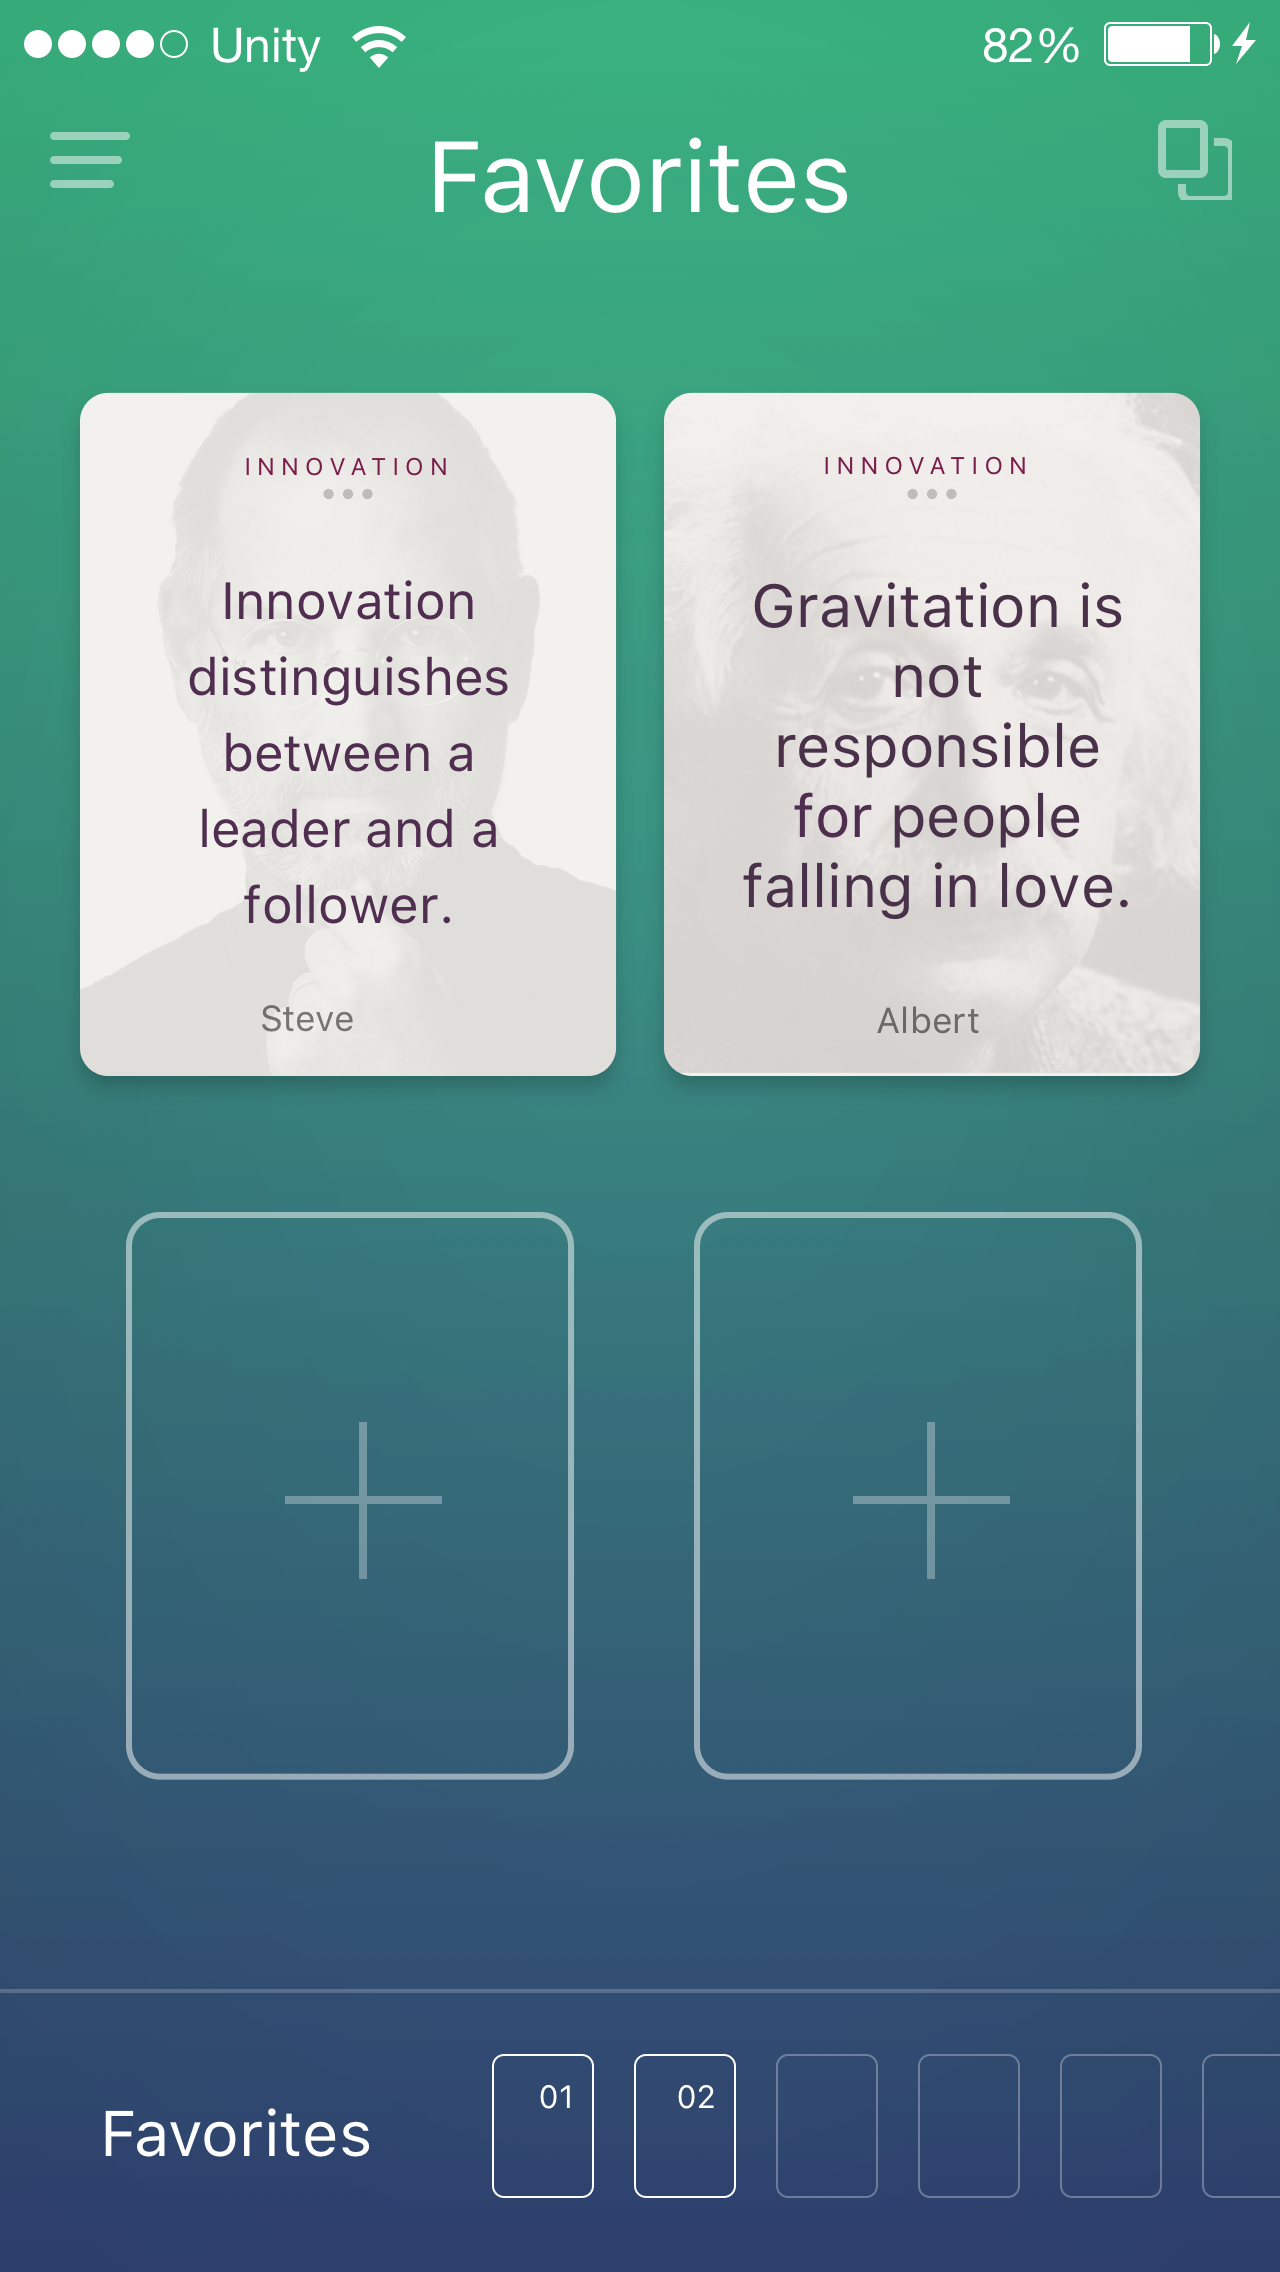 Unity
82%
Favorites
INNOVATION
Innovation
distinguishes
between a
leader and a
follower.
Steve
INNOVATION
Gravitation is
not
responsible
for people
falling in love.
Albert
Favorites
01
02